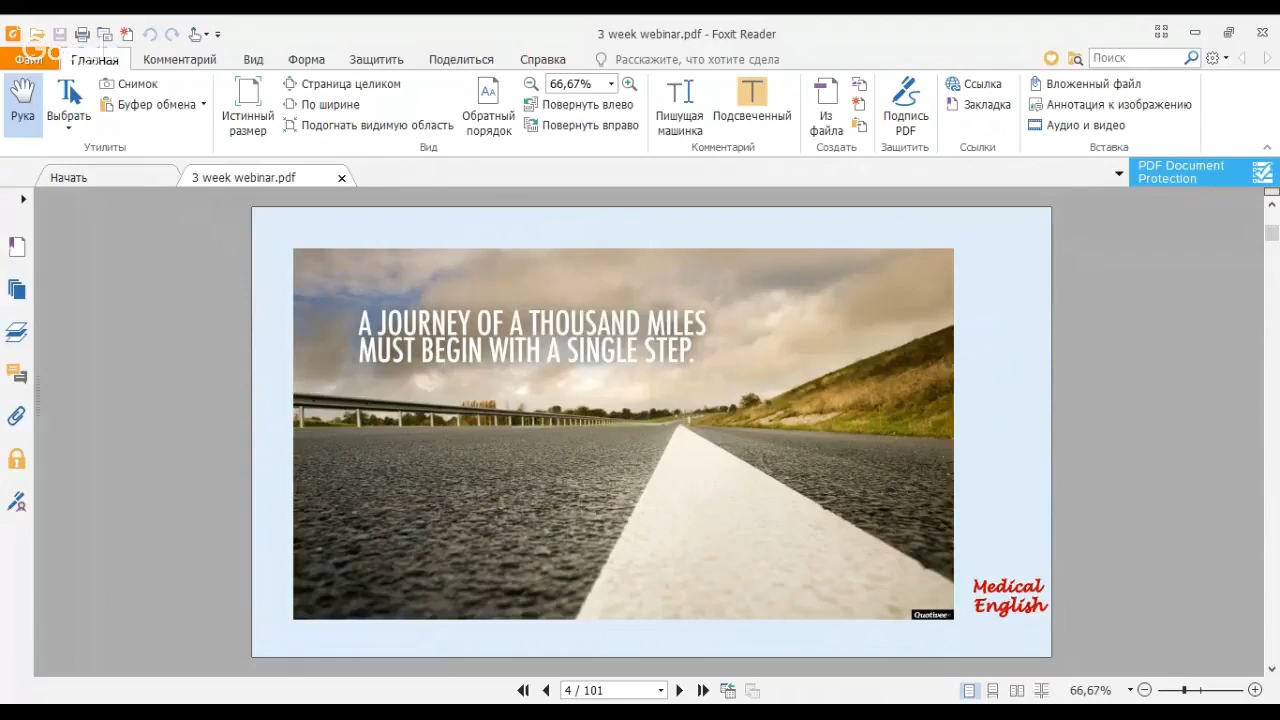 3 week webinar.pdf - Foxit Reader
Файл Главная Комментарий Вид Форма Защитить Поделиться Справка Расскажите, что хотите сдела Поиск
Рука
Выбрать
Снимок
Буфер обмена
Утилиты
Истинный
размер
Страница целиком
По ширине
Подогнать видимую область
Обратный
порядок
66,67%
Повернуть влево
Повернуть вправо
Вид
Пишущая
машинка
Подсвеченный
Комментарий
Из
файла
Создать
Подпись
PDF
Защитить
Ссылка
Закладка
Ссылки
Вложенный файл
Аннотация к изображению
Аудио и видео
Вставка
Начать 3 week webinar.pdf
PDF Document
Protection
A JOURNEY OF A THOUSAND MILES
MUST BEGIN WITH A SINGLE STEP.
Medical
English
Quotivee
4 / 101 66,67%